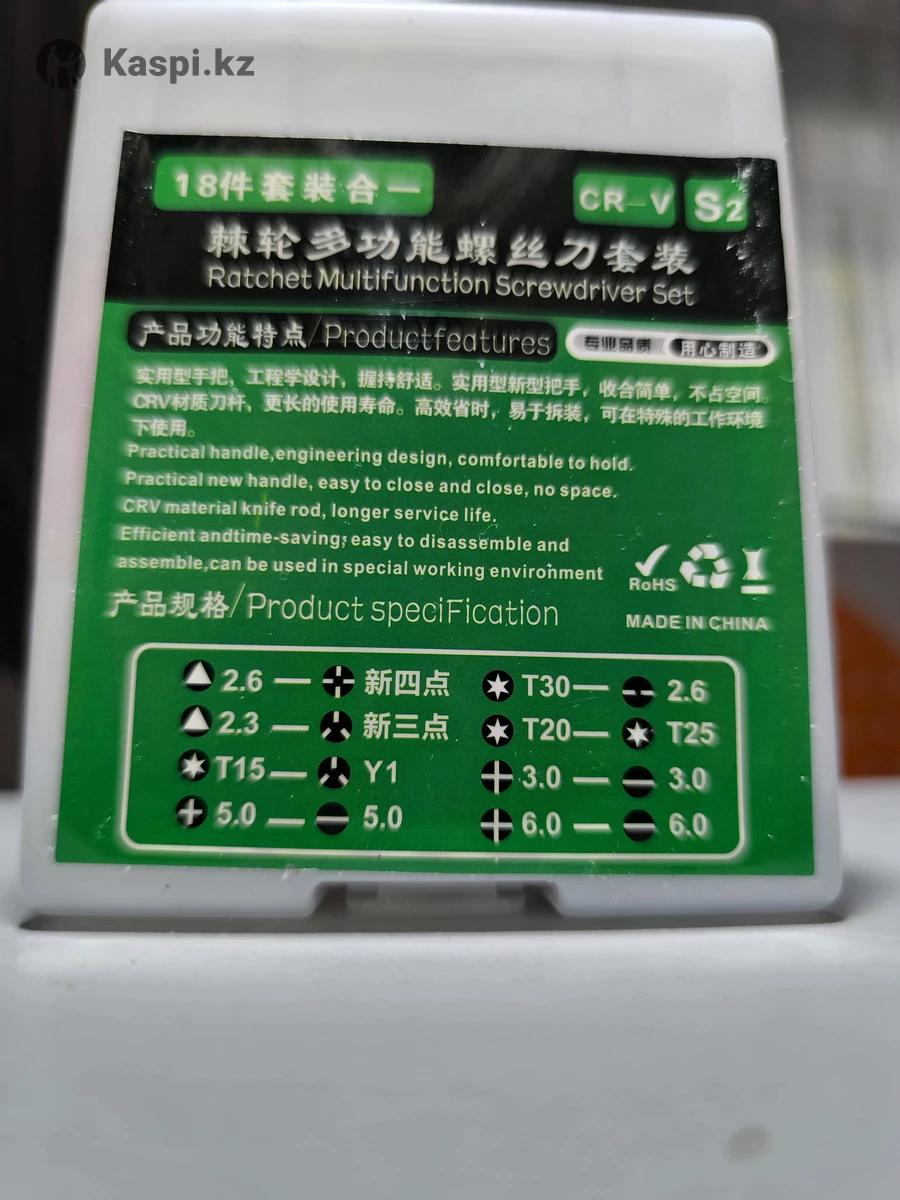 Kaspi.kz
18件套装合一
CR-V S2
棘轮多功能螺丝刀套装
Ratchet Multifunction Screwdriver Set
产品功能特点/Productfeatures 专业品质 用心制造
实用型手把、工程学设计，握持舒适。实用型新型把手，收合简单，不占空间。
CRV材质刀杆、更长的使用寿命。高效省时，易于拆装，可在特殊的工作环境
下使用。
Practical handle,engineering design, comfortable to hold.
Practical new handle, easy to close and close, no space.
CRV material knife rod, longer service life.
Efficient andtime-saving; easy to disassemble and
assemble,can be used in special working environment
RoHS
产品规格/Product speciFication
MADE IN CHINA
2.6 — 新四点 T30— 2.6
2.3 — 新三点 T20— T25
T15— Y1 3.0 — 3.0
5.0 — 5.0 6.0 — 6.0